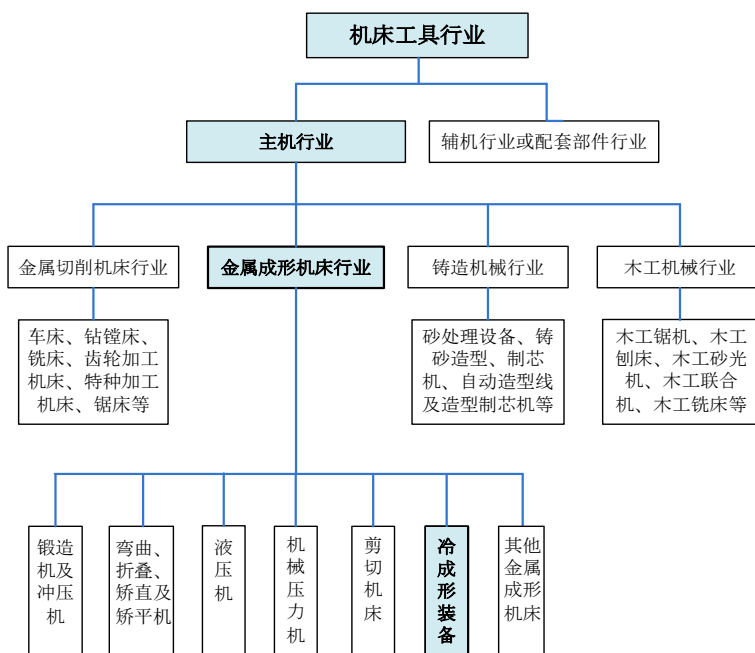 机床工具行业
主机行业
辅机行业或配套部件行业
金属切削机床行业
金属成形机床行业
铸造机械行业
木工机械行业
车床、钻镗床、
铣床、齿轮加工
机床、特种加工
机床、锯床等
砂处理设备、铸
砂造型、制芯
机、自动造型线
及造型制芯机等
木工锯机、木工
刨床、木工砂光
机、木工联合
机、木工铣床等
锻造
机及
冲压
机
弯曲、
折叠、
矫直及
矫平机
液
压
机
机
械
压
力
机
剪
切
机
床
冷
成
形
装
备
其他
金属
成形
机床